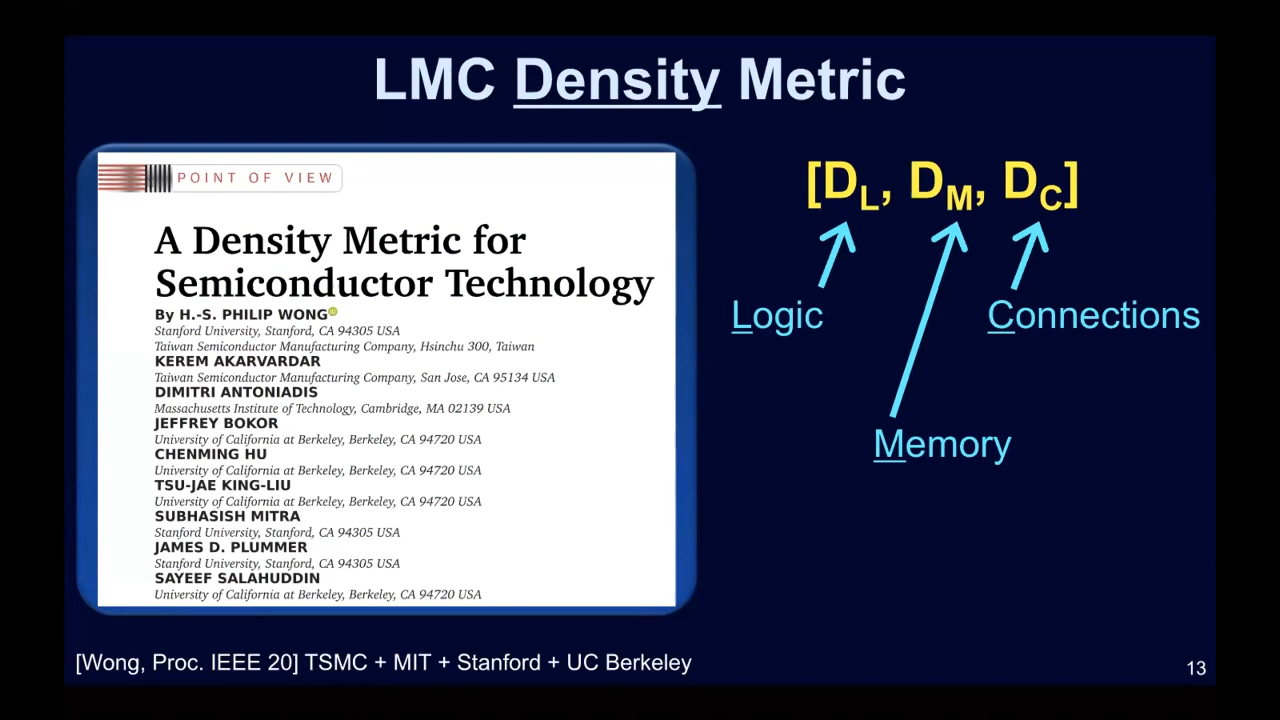 LMC Density Metric
POINT OF VIEW
A Density Metric for
Semiconductor Technology
By H.-S. PHILIP WONG
Stanford University, Stanford, CA 94305 USA
Taiwan Semiconductor Manufacturing Company, Hsinchu 300, Taiwan
KEREM AKARVARDAR
Taiwan Semiconductor Manufacturing Company, San Jose, CA 95134 USA
DIMITRI ANTONIADIS
Massachusetts Institute of Technology, Cambridge, MA 02139 USA
JEFFREY BOKOR
University of California at Berkeley, Berkeley, CA 94720 USA
CHENMING HU
University of California at Berkeley, Berkeley, CA 94720 USA
TSU-JAE KING-LIU
University of California at Berkeley, Berkeley, CA 94720 USA
SUBHASISH MITRA
Stanford University, Stanford, CA 94305 USA
JAMES D. PLUMMER
Stanford University, Stanford, CA 94305 USA
SAYEEF SALAHUDDIN
University of California at Berkeley, Berkeley, CA 94720 USA
[DL, DM, DC]
Logic
Connections
Memory
[Wong, Proc. IEEE 20] TSMC + MIT + Stanford + UC Berkeley
13